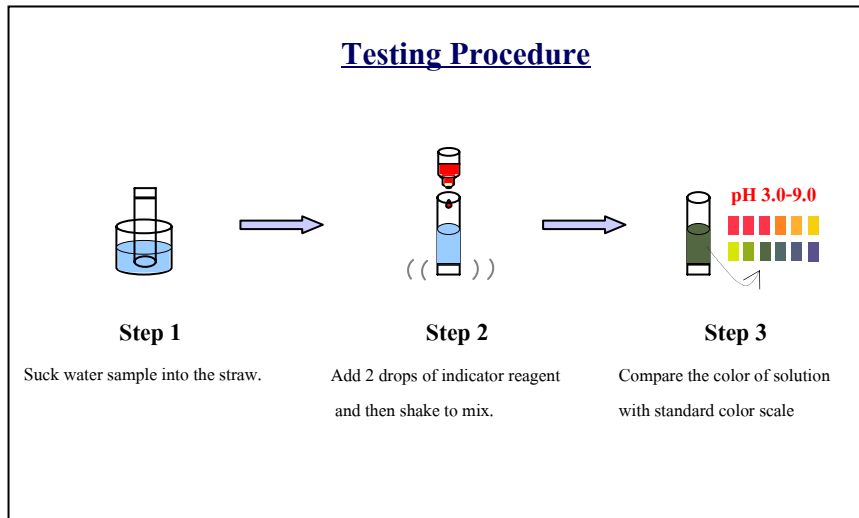 Testing Procedure
pH 3.0-9.0
Step 1
Step 2
Step 3
Suck water sample into the straw.
Add 2 drops of indicator reagent
and then shake to mix.
Compare the color of solution
with standard color scale